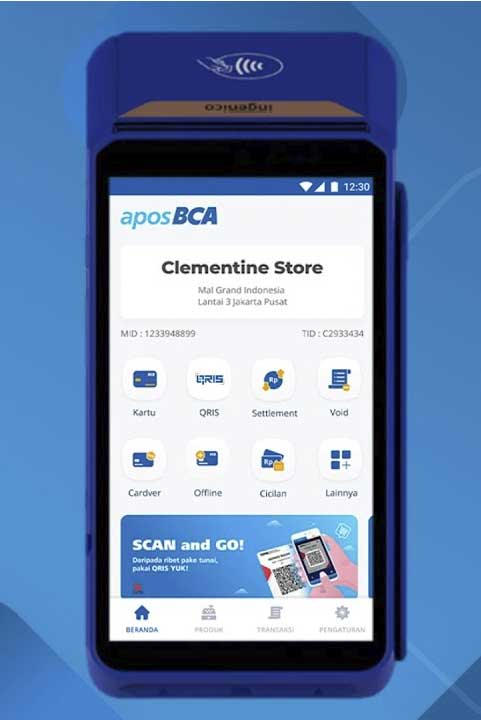 ingenico
12:30
aposBCA
Clementine Store
Mal Grand Indonesia
Lantai 3 Jakarta Pusat
MID : 1233948899
TID : C2933434
Kartu
QRIS
Settlement
Void
Cardver
Offline
Cicilan
Lainnya
SCAN and GO!
Daripada ribet pake tunai,
pakai QRIS YUK!
BERANDA
PRODUK
TRANSAKSI
PENGATURAN